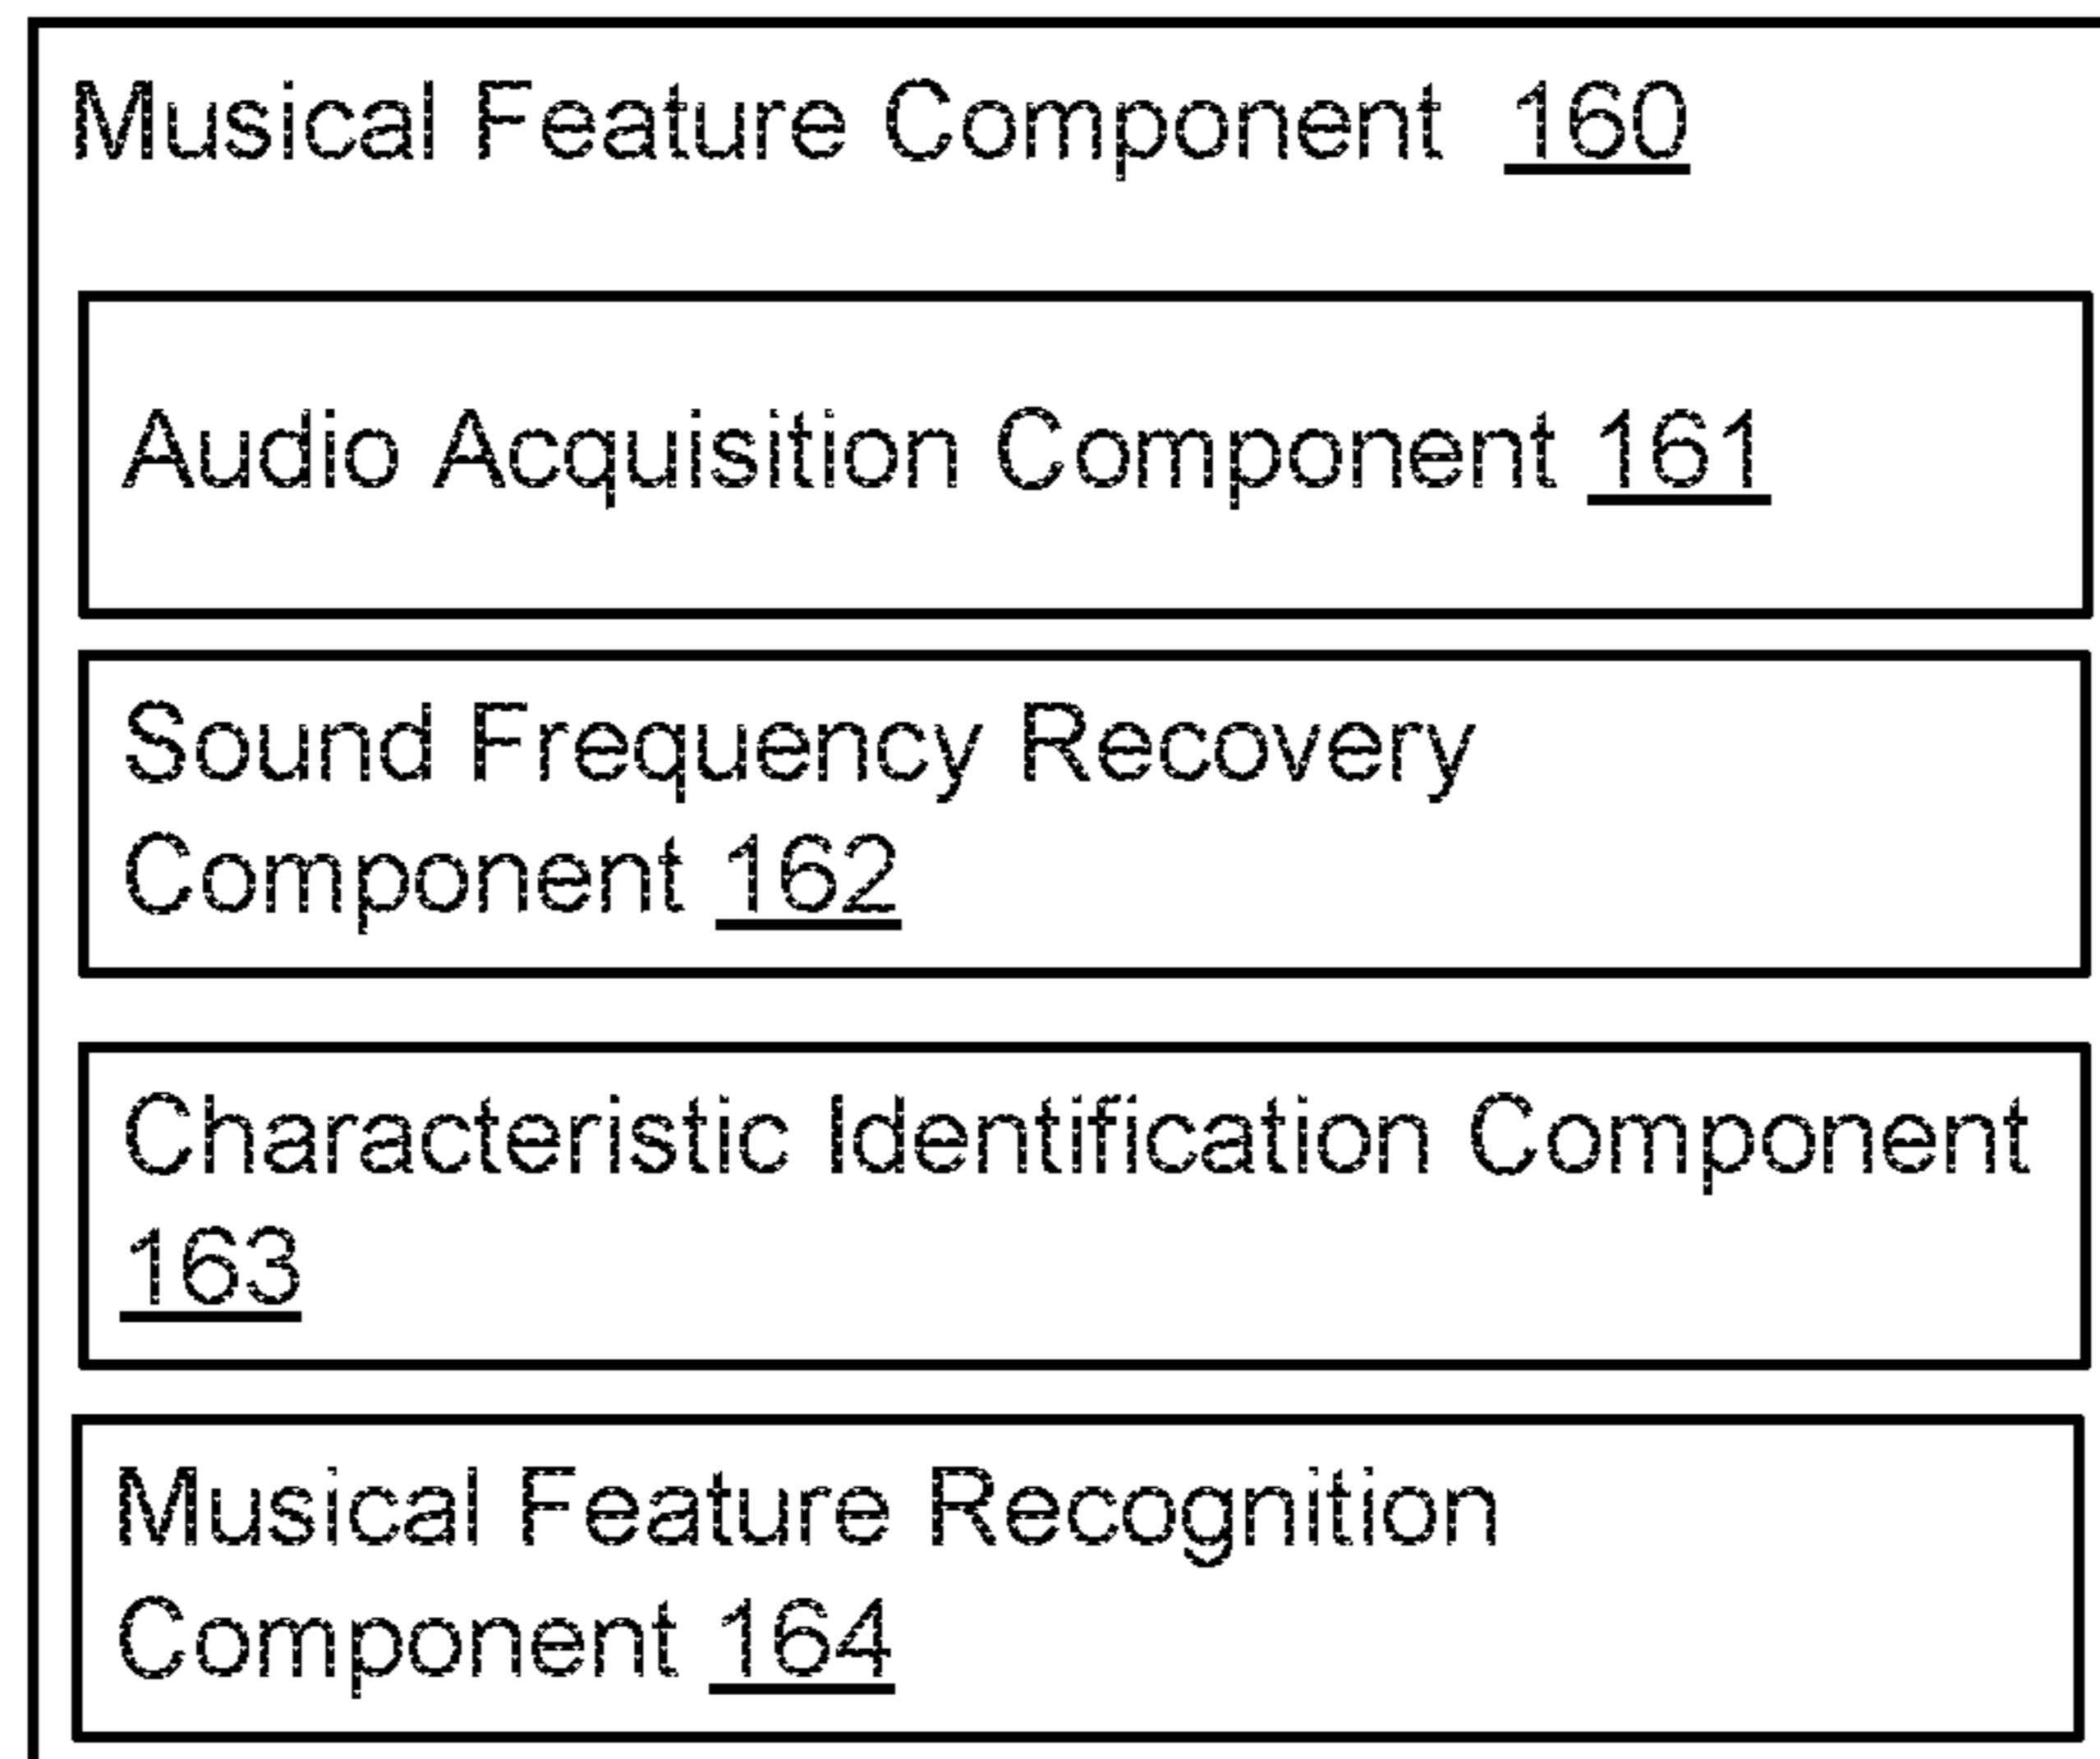 Musical Feature Component 160
Audio Acquisition Component 161
Sound Frequency Recovery
Component 162
Characteristic Identification Component
163
Musical Feature Recognition
Component 164